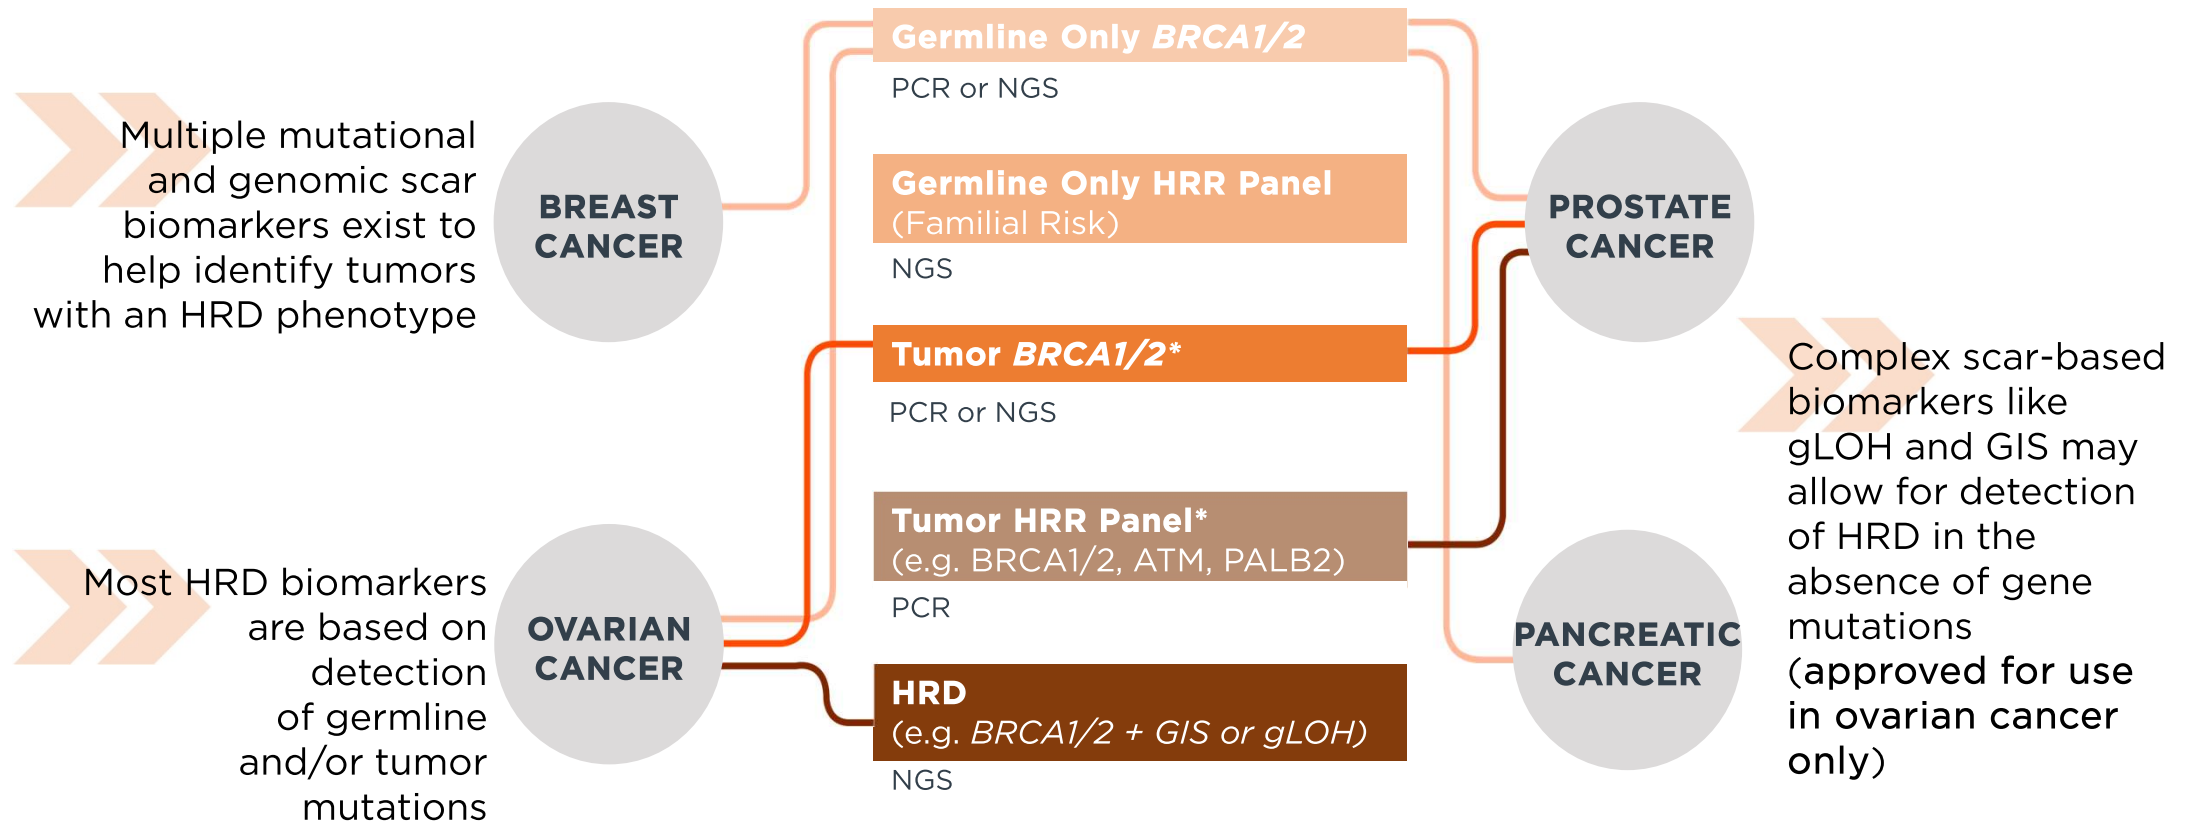 Multiple mutational
and genomic scar
biomarkers exist to
help identify tumors
with an HRD phenotype
Most HRD biomarkers
are based on
detection
of germline
and/or tumor
mutations
BREAST
CANCER
OVARIAN
CANCER
Germline Only BRCA1/2
PCR or NGS
Germline Only HRR Panel
(Familial Risk)
NGS
Tumor BRCA1/2*
PCR or NGS
Tumor HRR Panel*
(e.g. BRCA1/2, ATM, PALB2)
PCR
HRD
(e.g. BRCA1/2 + GIS or gLOH)
NGS
PROSTATE
CANCER
PANCREATIC
CANCER
Complex scar-based
biomarkers like
gLOH and GIS may
allow for detection
of HRD in the
absence of gene
mutations
(approved for use
in ovarian cancer
only)